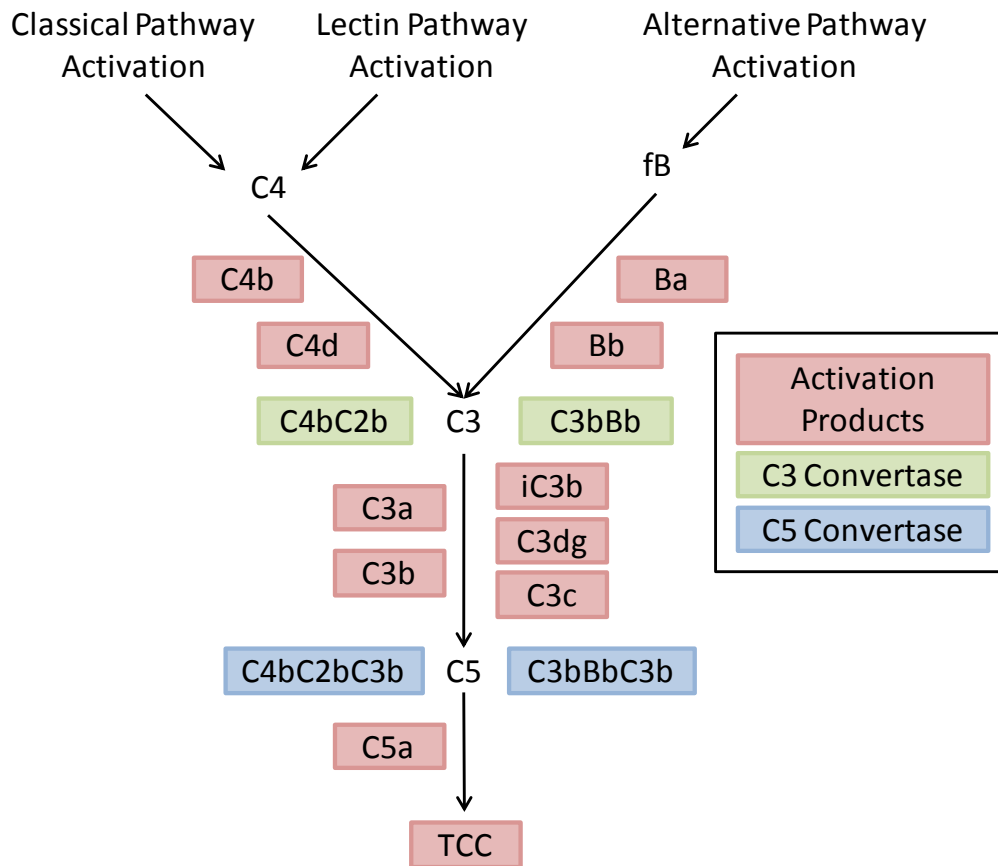 Classical Pathway
Activation
Lectin Pathway
Activation
Alternative Pathway
Activation
C4
fB
C4b
Ba
C4d
Bb
C4bC2b
C3
C3bBb
C3a
iC3b
C3b
C3dg
C3c
C4bC2bC3b
C5
C3bBbC3b
C5a
TCC
Activation
Products
C3 Convertase
C5 Convertase